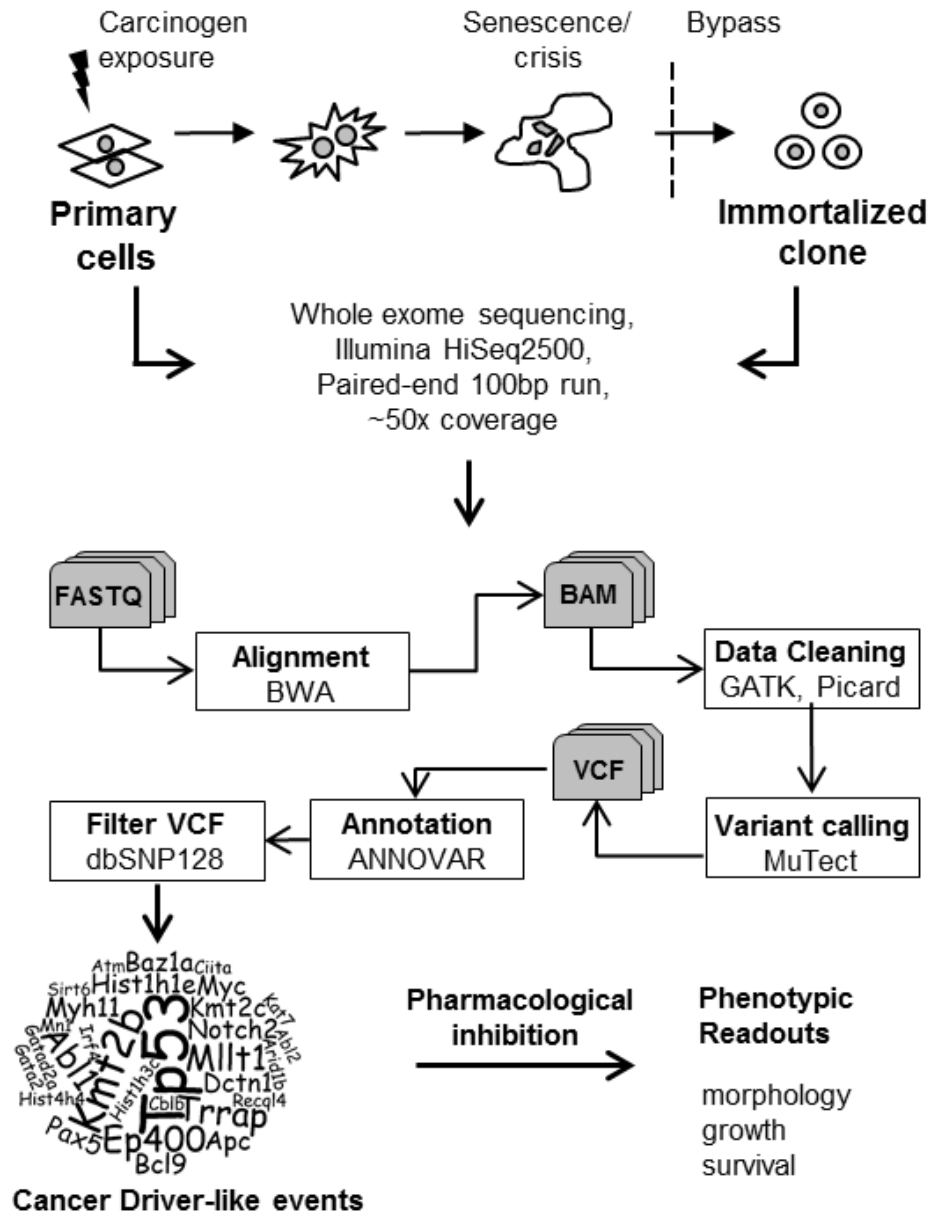 Carcinogen
exposure
Senescence/
crisis
Bypass
Primary
cells
Immortalized
clone
Whole exome sequencing,
Illumina HiSeq2500,
Paired-end 100bp run,
~50x coverage
FASTQ
BAM
Alignment
BWA
Data Cleaning
GATK, Picard
VCF
Filter VCF
dbSNP128
Annotation
ANNOVAR
Variant calling
MuTect
Atm
Baz1a
Ciita
Sirt6
Hist1h1e
Myc
Myh11
Kmt2c
Kat7
Mn1
Irf4
Kmt2b
Tp53
Notch2
Abl2
Gatad2a
Abl1
Mllt1
Arid1b
Gata2
Hist1h3c
Dctn1
Hist4h4
Cblb
Trrap
Recql4
Pax5
Ep400
Apc
Bcl9
Cancer Driver-like events
Pharmacological
inhibition
Phenotypic
Readouts
morphology
growth
survival